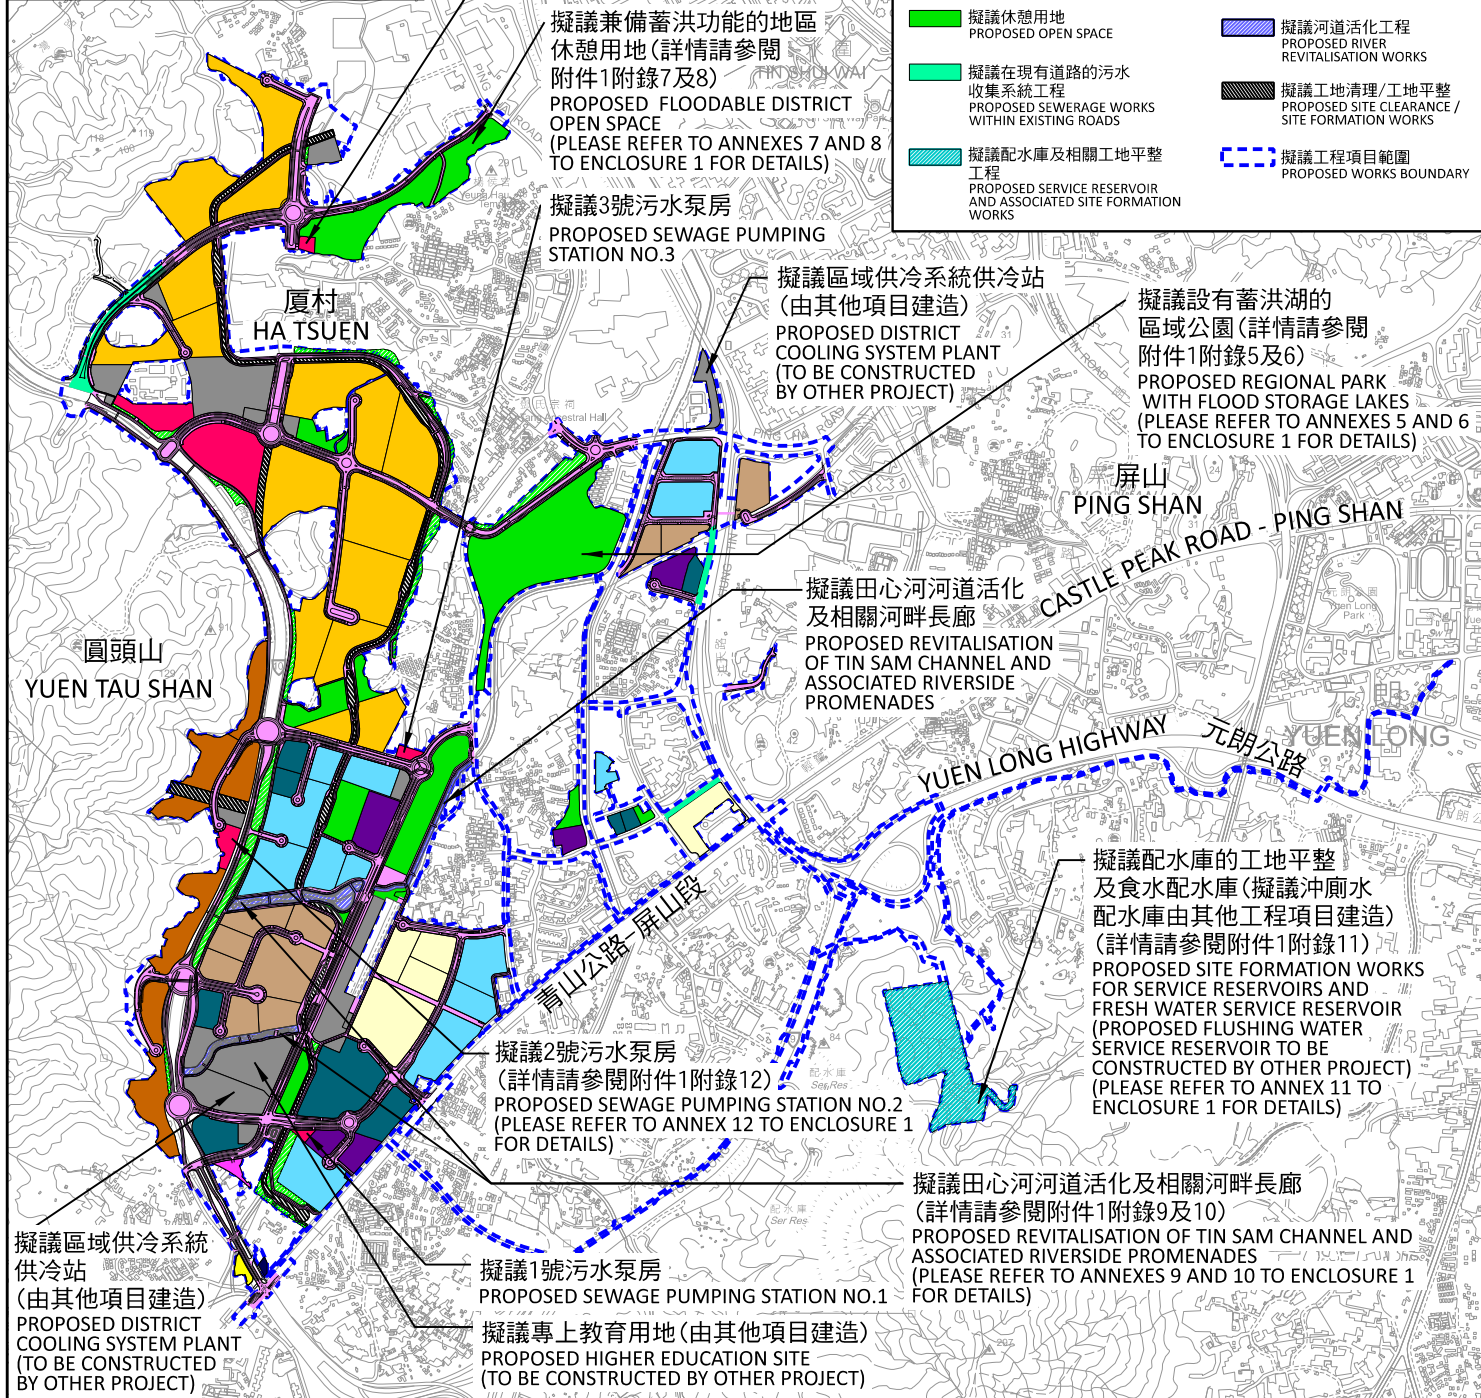 擬議兼備蓄洪功能的地區
休憩用地(詳情請參閱
附件1附錄7及8)
PROPOSED FLOODABLE DISTRICT
OPEN SPACE
(PLEASE REFER TO ANNEXES 7 AND 8
TO ENCLOSURE 1 FOR DETAILS)
擬議休憩用地
PROPOSED OPEN SPACE
擬議在現有道路的污水
收集系統工程
PROPOSED SEWERAGE WORKS
WITHIN EXISTING ROADS
擬議配水庫及相關工地平整
工程
PROPOSED SERVICE RESERVOIR
AND ASSOCIATED SITE FORMATION
WORKS
擬議河道活化工程
PROPOSED RIVER
REVITALISATION WORKS
擬議工地清理/工地平整
PROPOSED SITE CLEARANCE /
SITE FORMATION WORKS
擬議工程項目範圍
PROPOSED WORKS BOUNDARY
TIN SHUI WAI
擬議3號污水泵房
PROPOSED SEWAGE PUMPING
STATION NO.3
擬議區域供冷系統供冷站
(由其他項目建造)
PROPOSED DISTRICT
COOLING SYSTEM PLANT
(TO BE CONSTRUCTED
BY OTHER PROJECT)
擬議設有蓄洪湖的
區域公園(詳情請參閱
附件1附錄5及6)
PROPOSED REGIONAL PARK
WITH FLOOD STORAGE LAKES
(PLEASE REFER TO ANNEXES 5 AND 6
TO ENCLOSURE 1 FOR DETAILS)
厦村
HA TSUEN
屏山
PING SHAN
CASTLE PEAK ROAD - PING SHAN
擬議田心河河道活化
及相關河畔長廊
PROPOSED REVITALISATION
OF TIN SAM CHANNEL AND
ASSOCIATED RIVERSIDE
PROMENADES
圓頭山
YUEN TAU SHAN
YUEN LONG HIGHWAY 元朗公路
元朗
YUEN LONG
青山公路-屏山段
擬議配水庫的工地平整
及食水配水庫(擬議沖廁水
配水庫由其他工程項目建造)
(詳情請參閱附件1附錄11)
PROPOSED SITE FORMATION WORKS
FOR SERVICE RESERVOIRS AND
FRESH WATER SERVICE RESERVOIR
(PROPOSED FLUSHING WATER
SERVICE RESERVOIR TO BE
CONSTRUCTED BY OTHER PROJECT)
(PLEASE REFER TO ANNEX 11 TO
ENCLOSURE 1 FOR DETAILS)
擬議2號污水泵房
(詳情請參閱附件1附錄12)
PROPOSED SEWAGE PUMPING STATION NO.2
(PLEASE REFER TO ANNEX 12 TO ENCLOSURE 1
FOR DETAILS)
配水庫
Ser Res
配水庫
Ser Res
擬議田心河河道活化及相關河畔長廊
(詳情請參閱附件1附錄9及10)
PROPOSED REVITALISATION OF TIN SAM CHANNEL AND
ASSOCIATED RIVERSIDE PROMENADES
(PLEASE REFER TO ANNEXES 9 AND 10 TO ENCLOSURE 1
FOR DETAILS)
擬議區域供冷系統
供冷站
(由其他項目建造)
PROPOSED DISTRICT
COOLING SYSTEM PLANT
(TO BE CONSTRUCTED
BY OTHER PROJECT)
擬議1號污水泵房
PROPOSED SEWAGE PUMPING STATION NO.1
擬議專上教育用地(由其他項目建造)
PROPOSED HIGHER EDUCATION SITE
(TO BE CONSTRUCTED BY OTHER PROJECT)